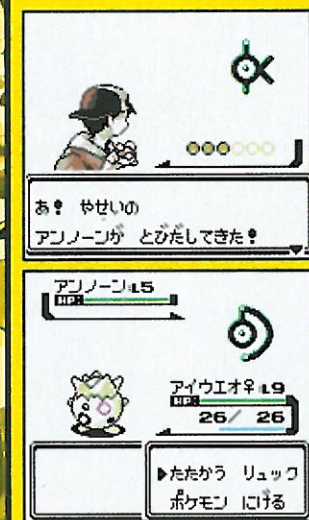 あ！ やせいの
アンノーンが とびだしてきた！
アンノーン :L5
HP:
アイウエオ♀:L9
HP:
26/ 26
▶たたかう リュック
ポケモン にげる